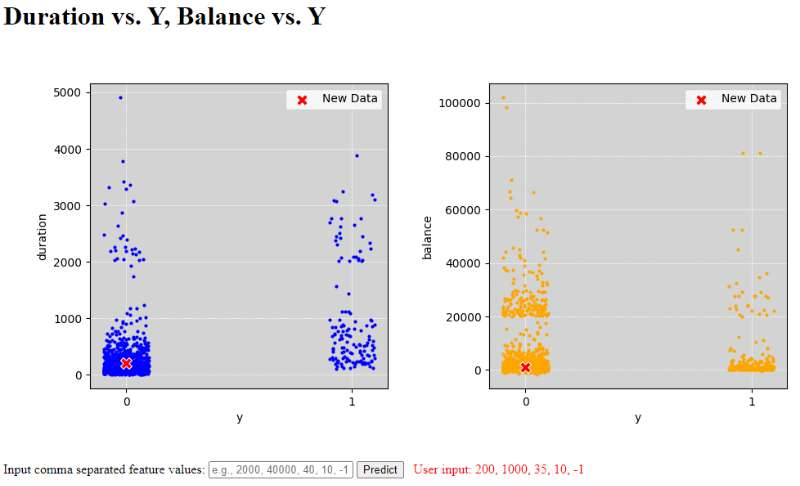 Duration vs. Y, Balance vs. Y
New Data
5000
4000
3000
2000
1000
0
duration
0 1
y
New Data
100000
80000
60000
40000
20000
0
balance
0 1
y
Input comma separated feature values: e.g., 2000, 40000, 40, 10, -1 Predict User input: 200, 1000, 35, 10, -1